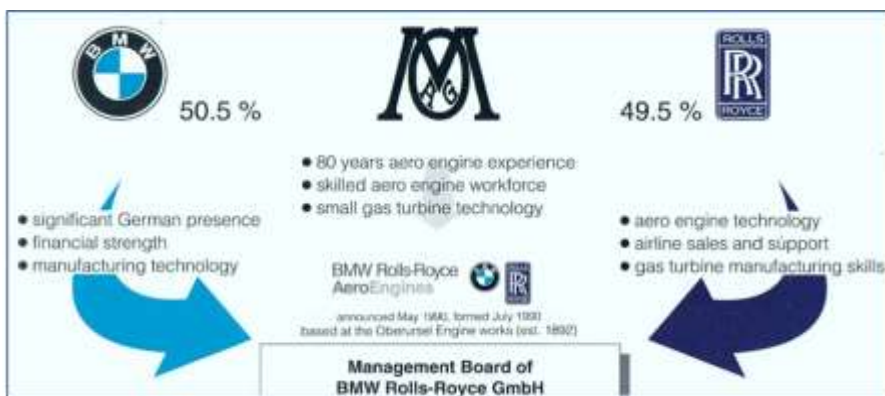 BMW
MO
AG
ROLLS
RR
ROYCE
50.5 %
49.5 %
• 80 years aero engine experience
• skilled aero engine workforce
• small gas turbine technology
• significant German presence
• financial strength
• manufacturing technology
• aero engine technology
• airline sales and support
• gas turbine manufacturing skills
BMW Rolls-Royce
AeroEngines
announced May 1990, formed July 1990
based at the Oberursel Engine works (est. 1892)
Management Board of
BMW Rolls-Royce GmbH